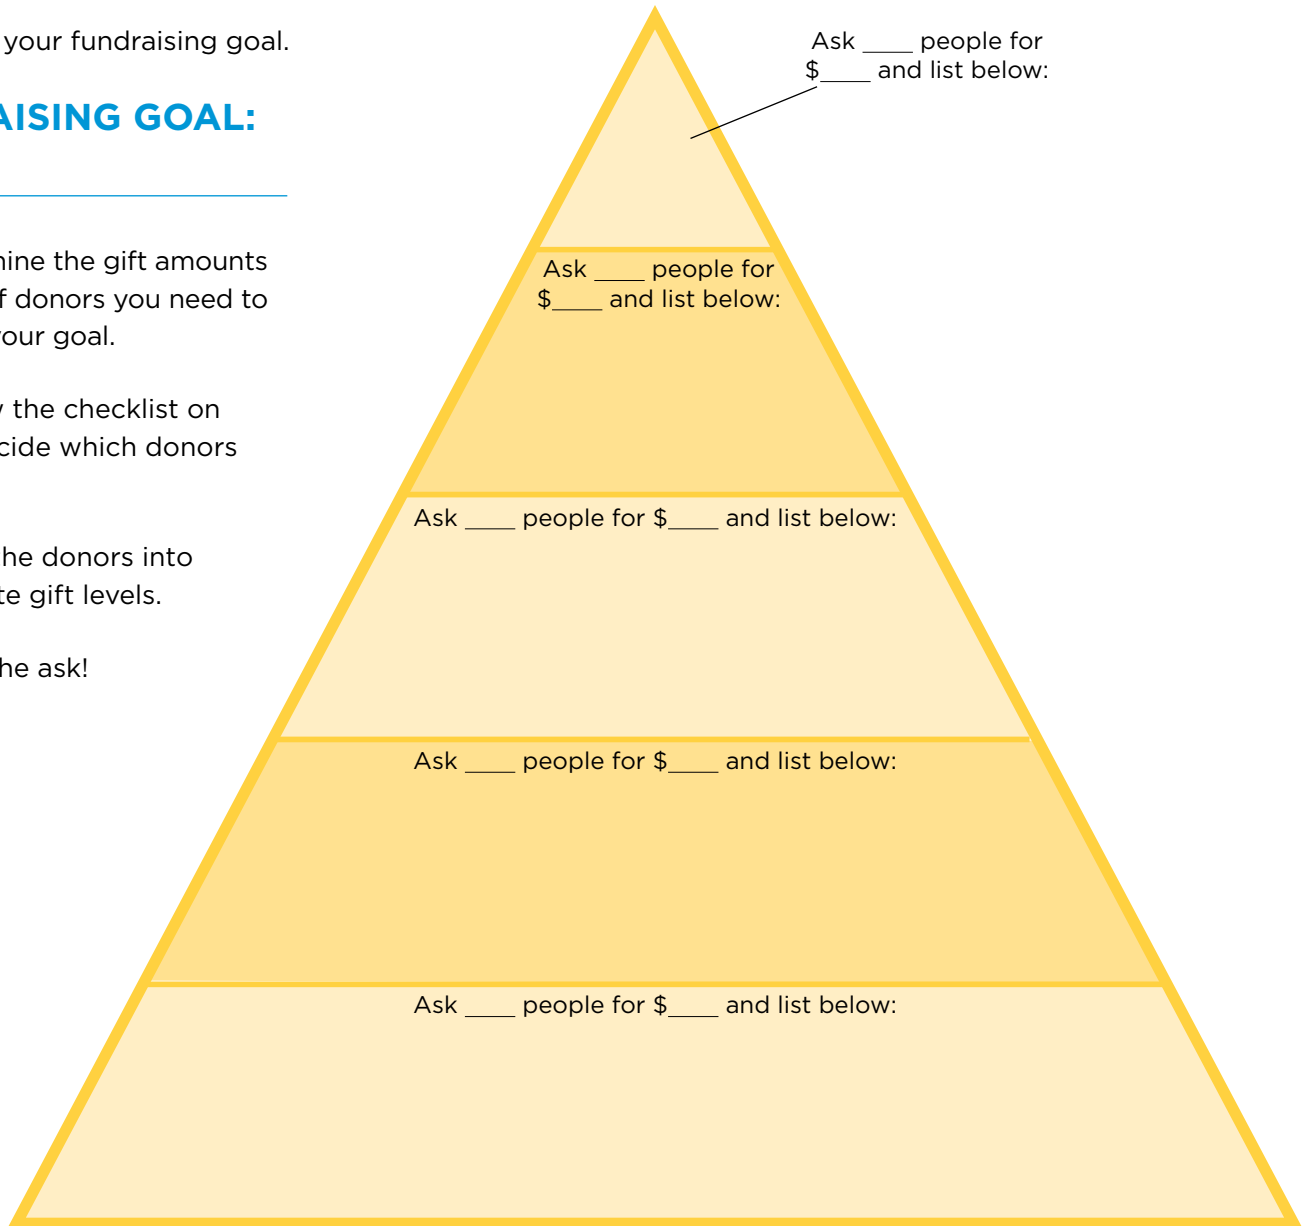 your fundraising goal.
AISING GOAL:
nine the gift amounts
f donors you need to
our goal.
the checklist on
cide which donors
he donors into
te gift levels.
he ask!
Ask ____ people for
$____ and list below:
Ask ____ people for
$____ and list below:
Ask ____ people for $____ and list below:
Ask ____ people for $____ and list below:
Ask ____ people for $____ and list below: